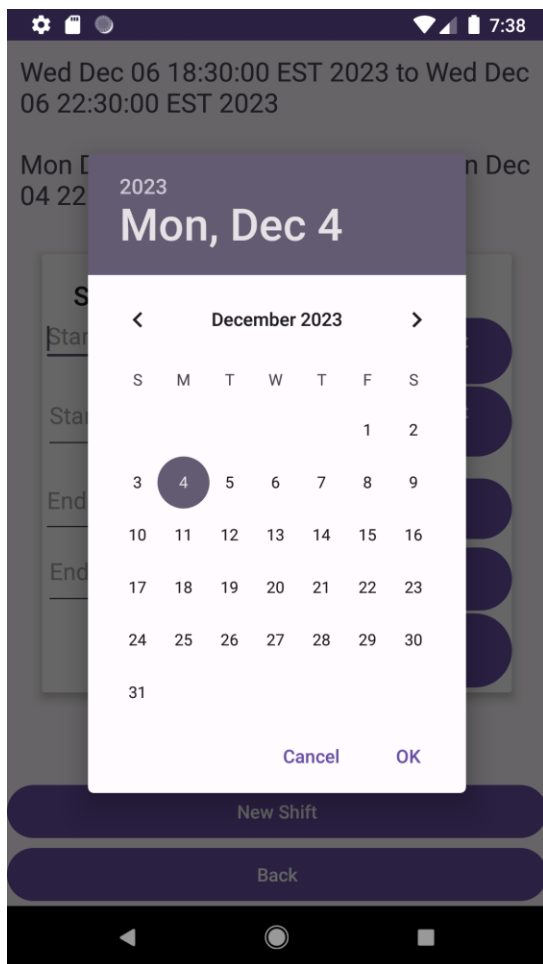 7:38
Wed Dec 06 18:30:00 EST 2023 to Wed Dec
06 22:30:00 EST 2023
Mon Dec
04 22
2023
Mon, Dec 4
December 2023
S M T W T F S
1 2
3 4 5 6 7 8 9
10 11 12 13 14 15 16
17 18 19 20 21 22 23
24 25 26 27 28 29 30
31
Cancel OK
End
End
New Shift
Back